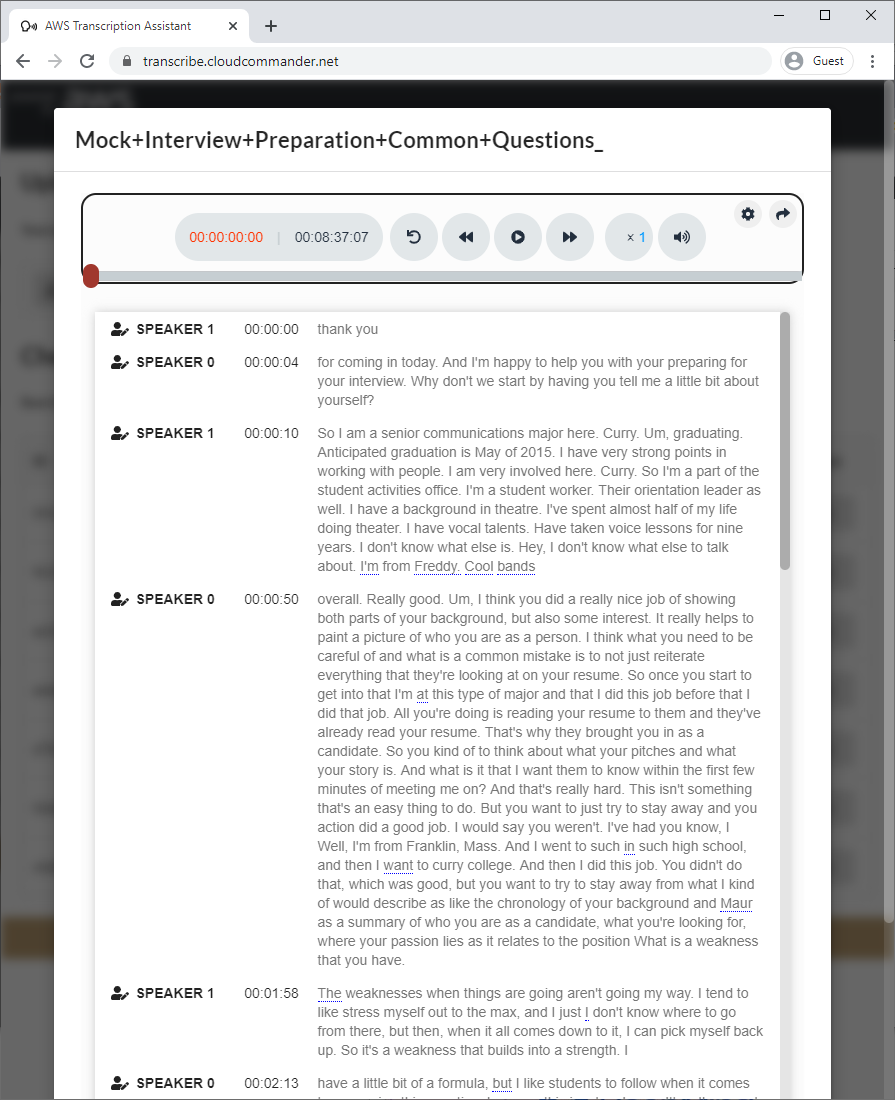 AWS Transcription Assistant
transcribe.cloudcommander.net
Guest
Mock+Interview+Preparation+Common+Questions_
00:00:00:00 | 00:08:37:07
× 1
SPEAKER 1 00:00:00 thank you
SPEAKER 0 00:00:04 for coming in today. And I'm happy to help you with your preparing for
your interview. Why don't we start by having you tell me a little bit about
yourself?
SPEAKER 1 00:00:10 So I am a senior communications major here. Curry. Um, graduating.
Anticipated graduation is May of 2015. I have very strong points in
working with people. I am very involved here. Curry. So I'm a part of the
student activities office. I'm a student worker. Their orientation leader as
well. I have a background in theatre. I've spent almost half of my life
doing theater. I have vocal talents. Have taken voice lessons for nine
years. I don't know what else is. Hey, I don't know what else to talk
about. I'm from Freddy. Cool bands
SPEAKER 0 00:00:50 overall. Really good. Um, I think you did a really nice job of showing
both parts of your background, but also some interest. It really helps to
paint a picture of who you are as a person. I think what you need to be
careful of and what is a common mistake is to not just reiterate
everything that they're looking at on your resume. So once you start to
get into that I'm at this type of major and that I did this job before that I
did that job. All you're doing is reading your resume to them and they've
already read your resume. That's why they brought you in as a
candidate. So you kind of to think about what your pitches and what
your story is. And what is it that I want them to know within the first few
minutes of meeting me on? And that's really hard. This isn't something
that's an easy thing to do. But you want to just try to stay away and you
action did a good job. I would say you weren't. I've had you know, I
Well, I'm from Franklin, Mass. And I went to such in such high school,
and then I want to curry college. And then I did this job. You didn't do
that, which was good, but you want to try to stay away from what I kind
of would describe as like the chronology of your background and Maur
as a summary of who you are as a candidate, what you're looking for,
where your passion lies as it relates to the position What is a weakness
that you have.
SPEAKER 1 00:01:58 The weaknesses when things are going aren't going my way. I tend to
like stress myself out to the max, and I just I don't know where to go
from there, but then, when it all comes down to it, I can pick myself back
up. So it's a weakness that builds into a strength. I
SPEAKER 0 00:02:13 have a little bit of a formula, but I like students to follow when it comes